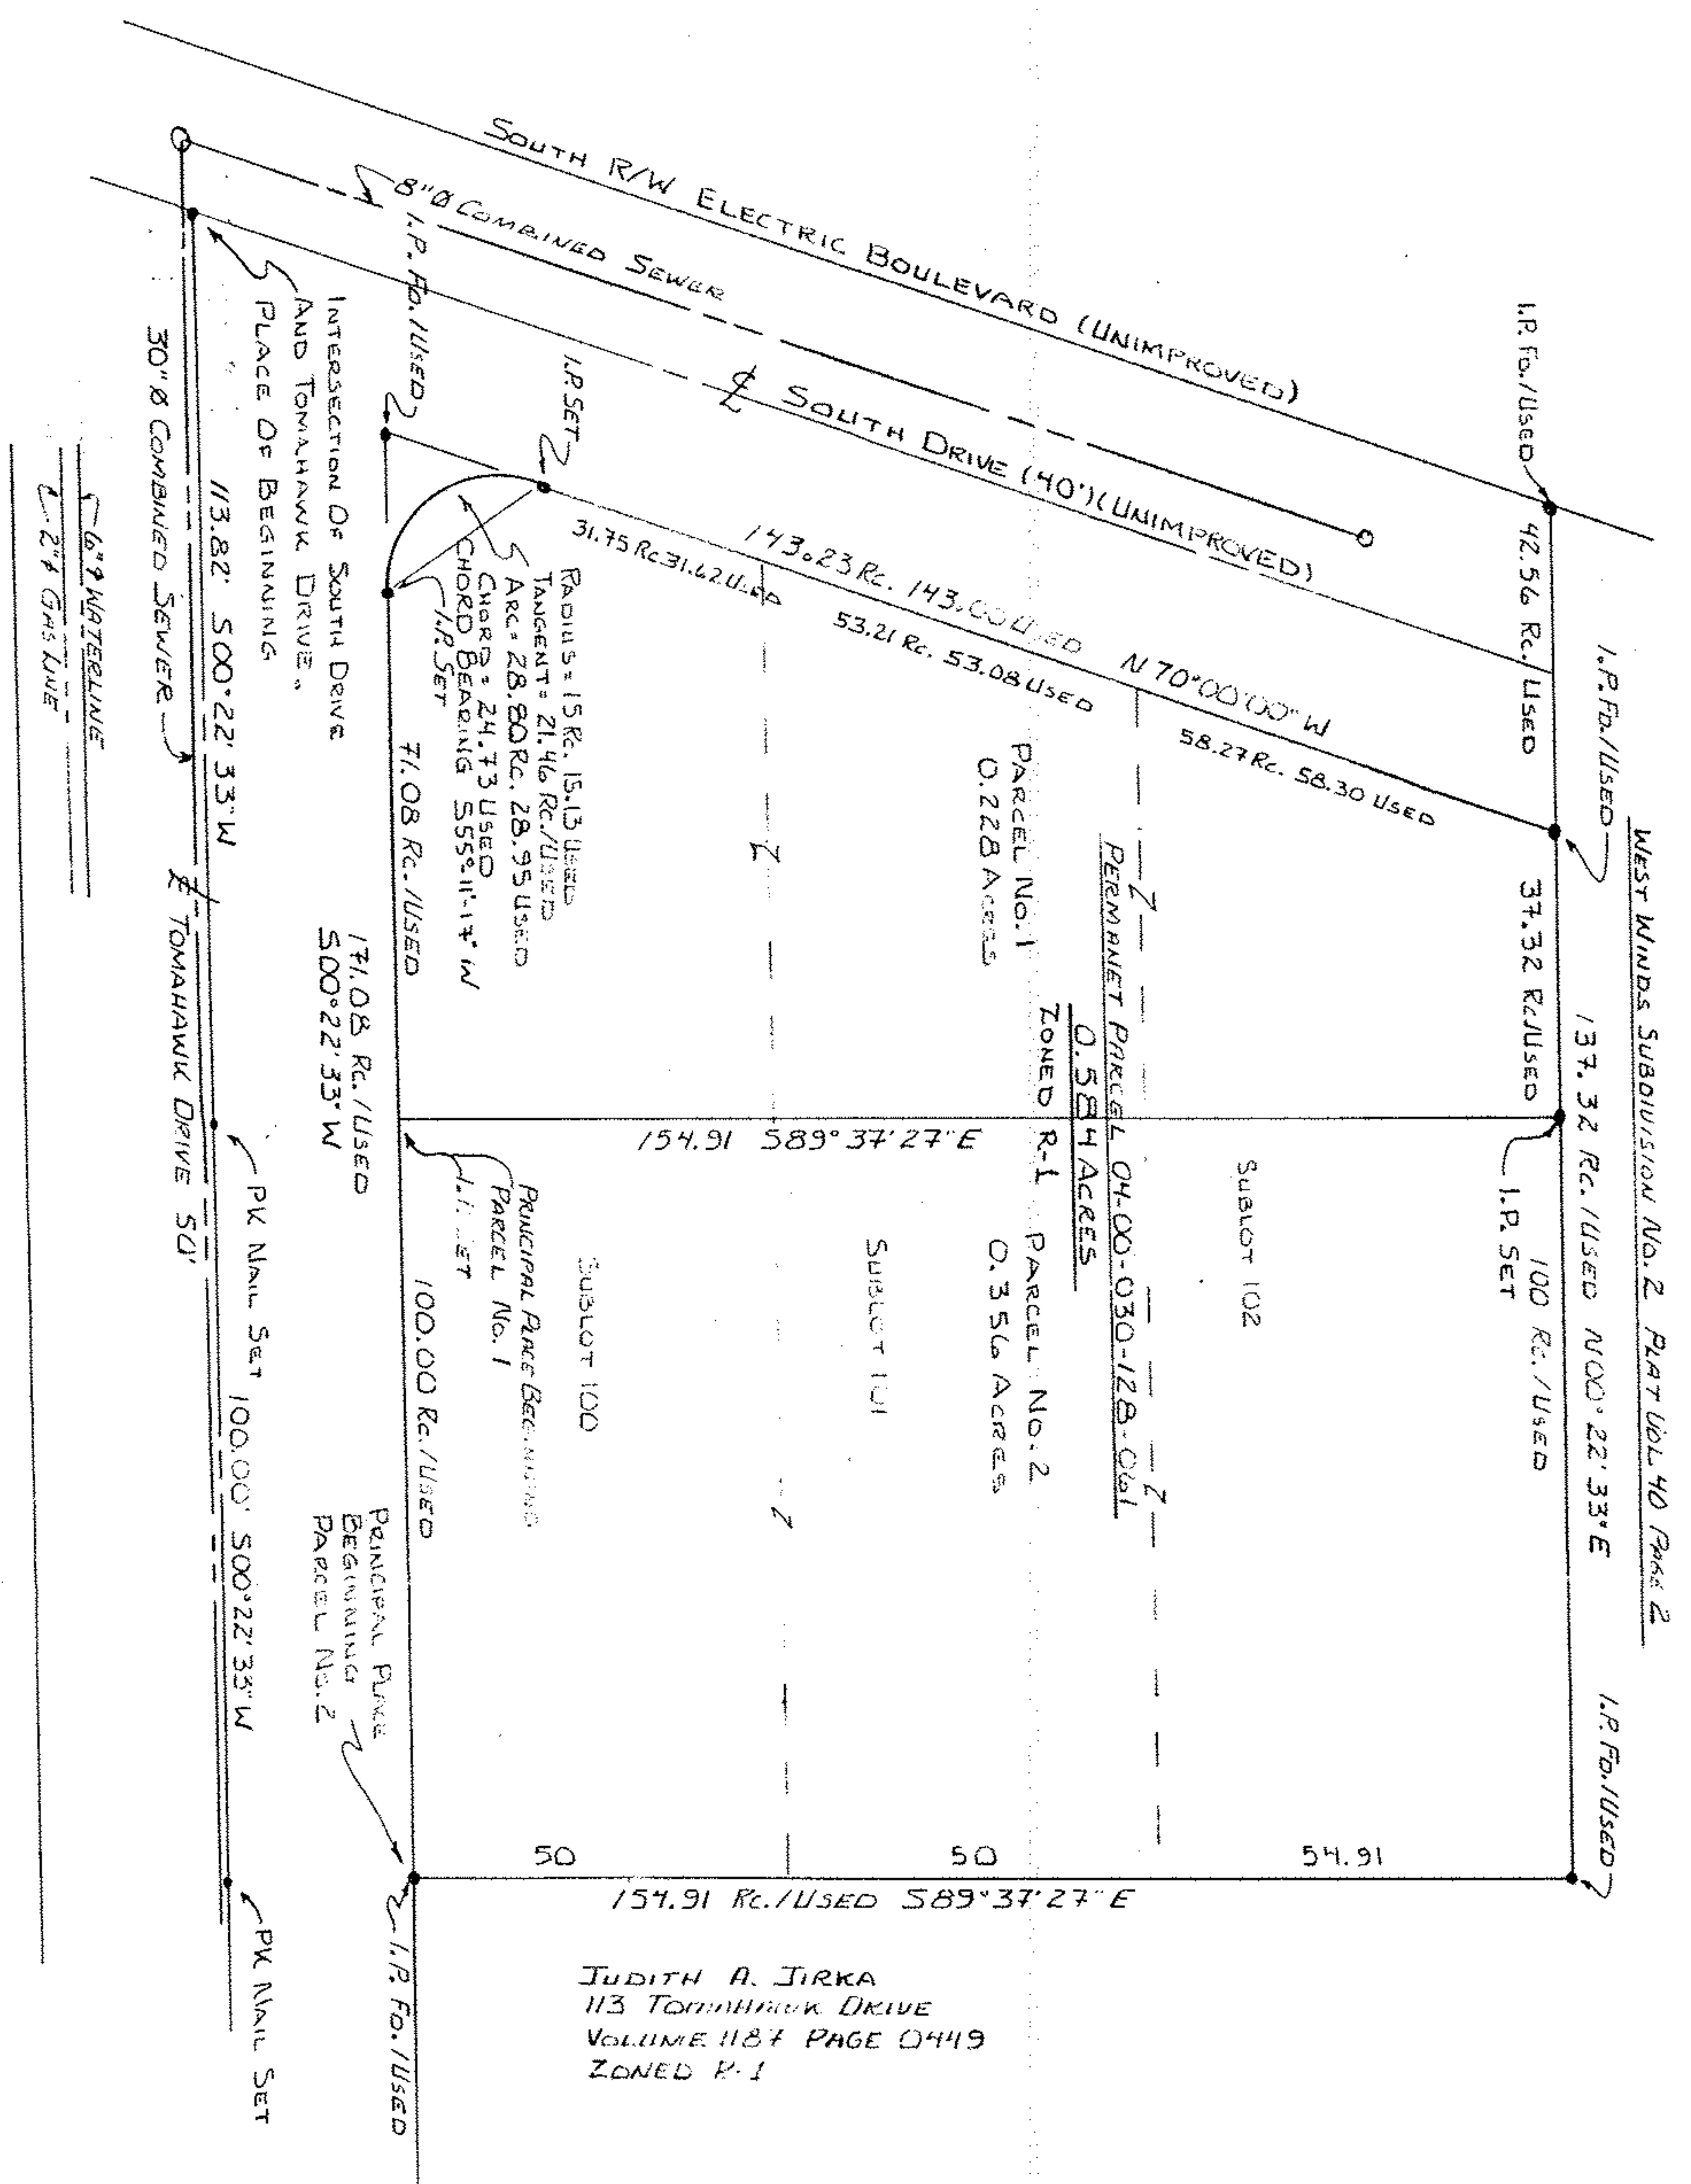 WEST WINDS SUBDIVISION NO. 2 PLAT VOL. 40 PAGE 2
I.P. FD./USED
I.P. FD./USED
I.P. FD./USED
137.32 RC./USED N00°22'33"E
42.56 RC./USED
37.32 RC./USED
100 RC./USED
I.P. SET
SOUTH R/W ELECTRIC BOULEVARD (UNIMPROVED)
8"Ø COMBINED SEWER
℄ SOUTH DRIVE (40')(UNIMPROVED)
143.23 RC. 143.00 USED N 70°00'00" W
31.75 RC 31.62 USED
53.21 RC. 53.08 USED
58.27 RC. 58.30 USED
I.P. FD./USED
I.P. SET
RADIUS = 15 RC. 15.13 USED
TANGENT = 21.46 RC./USED
ARC = 28.80 RC. 28.95 USED
CHORD = 24.73 USED
CHORD BEARING S55°-11'-17" W
I.P. SET
PARCEL NO. 1
0.228 ACRES
PERMANET PARCEL 04-00-030-128-061
0.584 ACRES
ZONED R-1
154.91 S89°37'27"E
SUBLOT 102
SUBLOT 101
SUBLOT 100
PARCEL NO. 2
0.356 ACRES
PRINCIPAL PLACE BEGINNING
PARCEL NO. 1
SET
71.08 RC./USED
100.00 RC./USED
171.08 RC./USED
S00°22'33"W
PRINCIPAL PLACE
BEGINNING
PARCEL NO. 2
50
50
54.91
154.91 RC./USED S89°37'27"E
I.P. FD./USED
JUDITH A. JIRKA
113 TOMAHAWK DRIVE
VOLUME 1187 PAGE 0449
ZONED R-1
INTERSECTION OF SOUTH DRIVE
AND TOMAHAWK DRIVE.
PLACE OF BEGINNING
113.82' S00°22'33"W
PK NAIL SET
100.00' S00°22'33"W
PK NAIL SET
30"Ø COMBINED SEWER
℄ TOMAHAWK DRIVE 50'
6"Ø WATERLINE
2"Ø GAS LINE